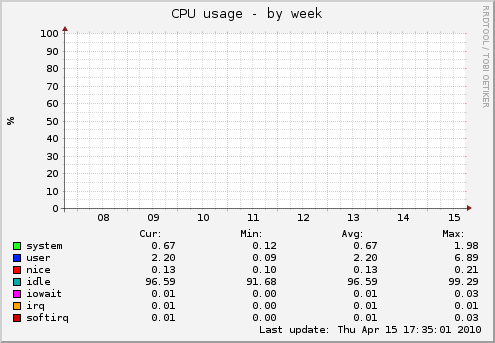 CPU usage - by week
RRDTOOL / TOBI OETIKER
%
100
90
80
70
60
50
40
30
20
10
0
08 09 10 11 12 13 14 15
Cur: Min: Avg: Max:
system 0.67 0.12 0.67 1.98
user 2.20 0.09 2.20 6.89
nice 0.13 0.10 0.13 0.21
idle 96.59 91.68 96.59 99.29
iowait 0.01 0.00 0.01 0.03
irq 0.01 0.00 0.01 0.01
softirq 0.01 0.00 0.01 0.03
Last update: Thu Apr 15 17:35:01 2010